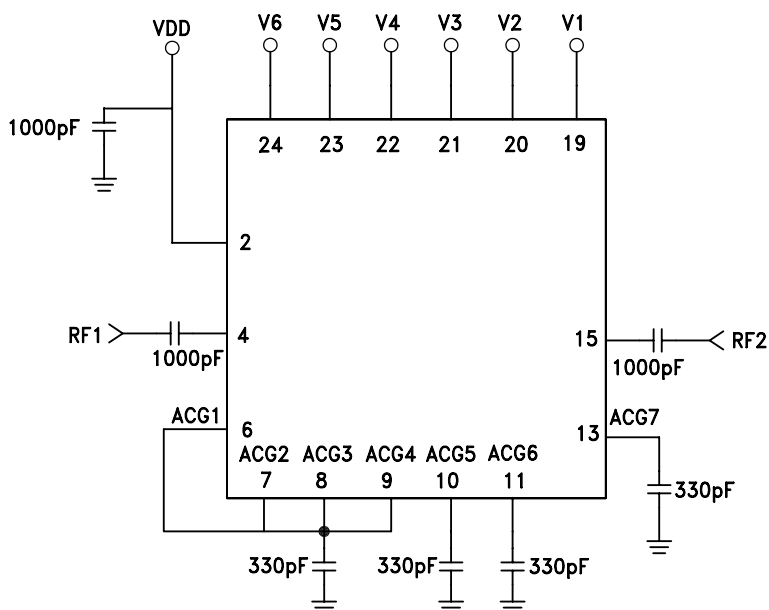 VDD
V6 V5 V4 V3 V2 V1
1000pF
24 23 22 21 20 19
2
RF1
4
1000pF
15
RF2
1000pF
ACG1
6
ACG7
13
ACG2 ACG3 ACG4 ACG5 ACG6
7 8 9 10 11
330pF
330pF 330pF 330pF